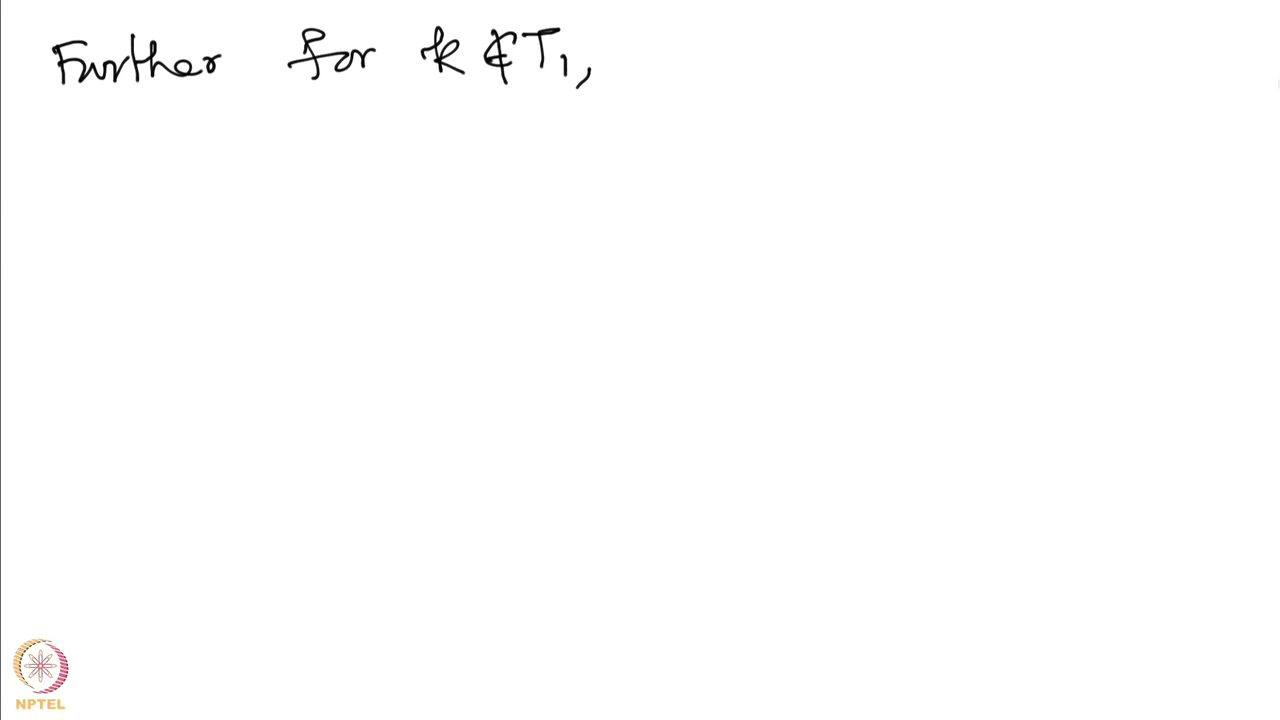 Further for k ∉ T₁,
NPTEL